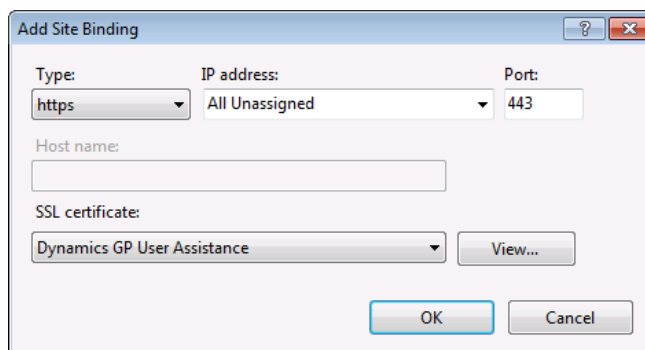 Add Site Binding
Type: IP address: Port:
https All Unassigned 443
Host name:
SSL certificate:
Dynamics GP User Assistance View...
OK Cancel